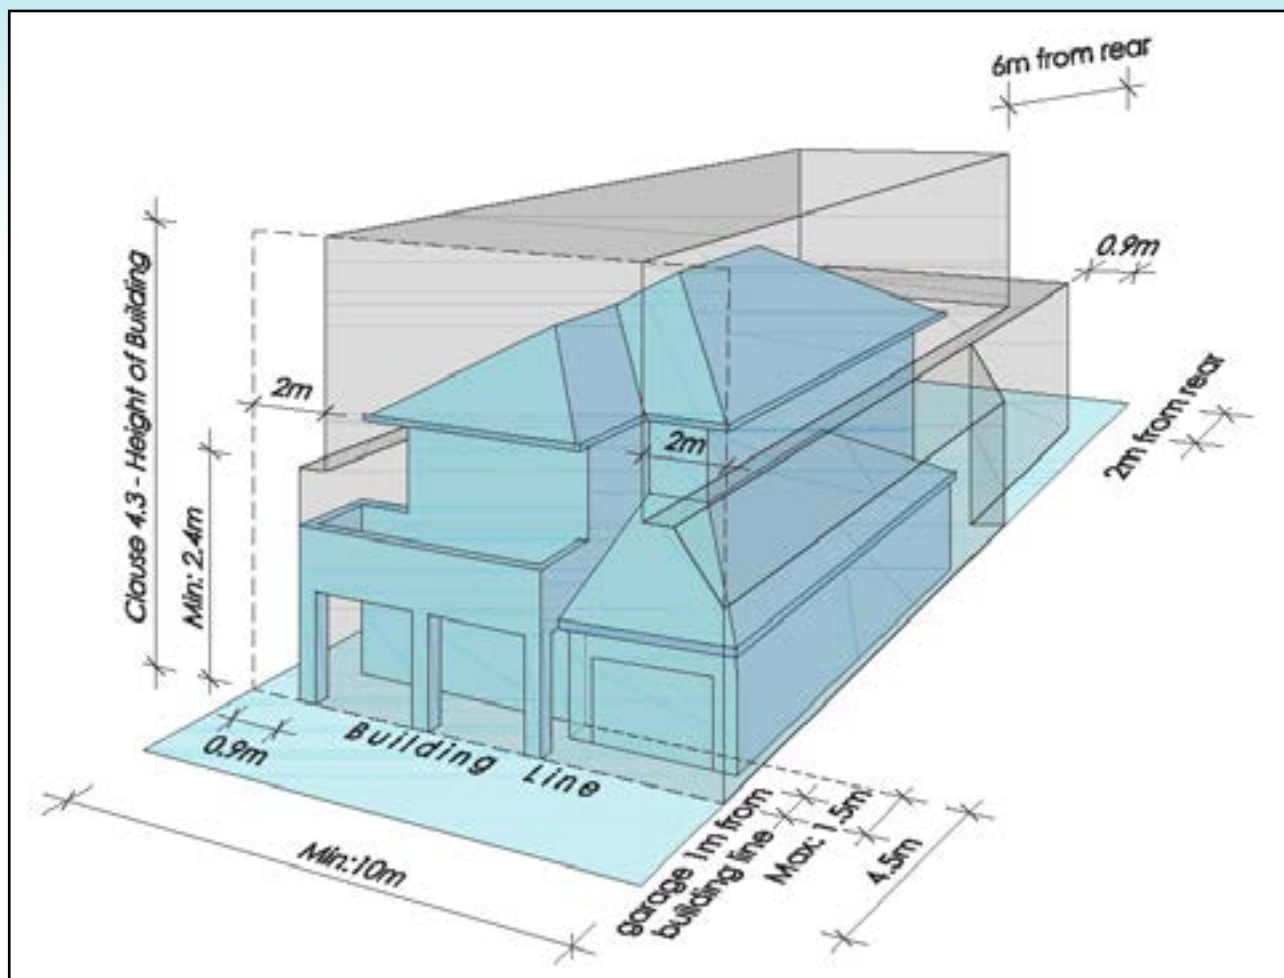 6m from rear
0.9m
Clause 4.3 - Height of Building
2m
2m from rear
2m
Min: 2.4m
0.9m
Building Line
garage 1m from
building line
Max: 1.5m
4.5m
Min:10m